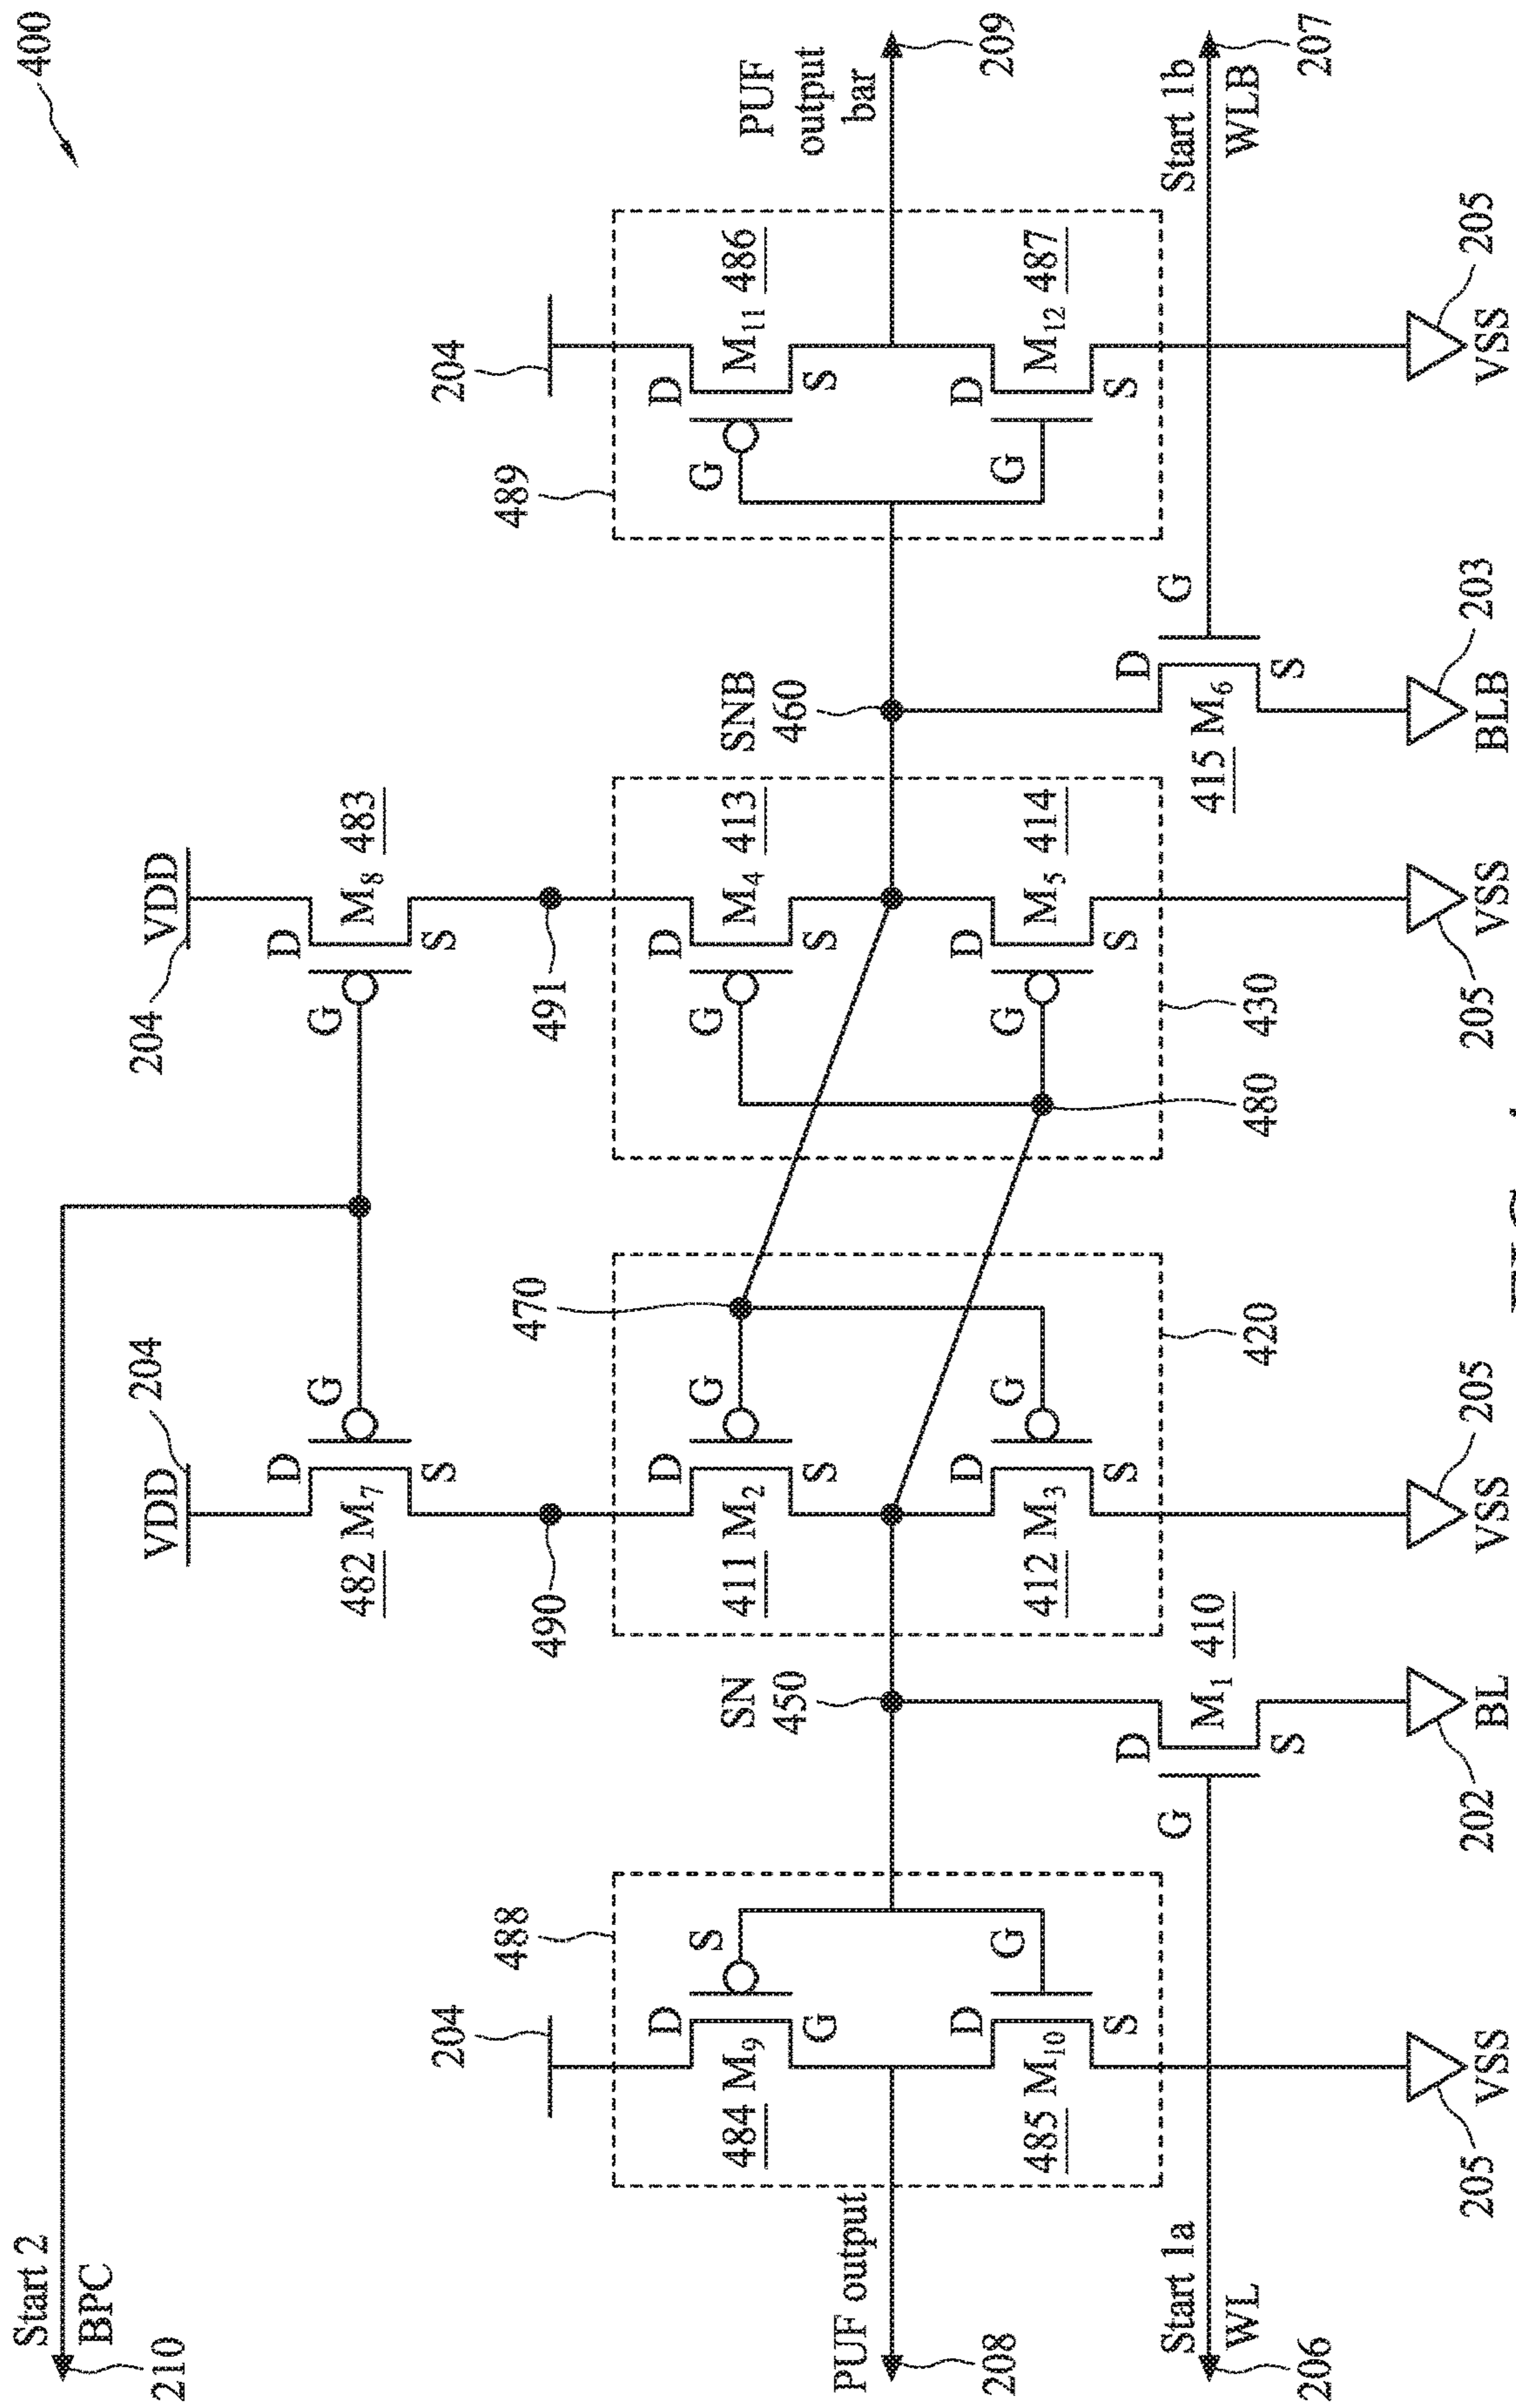 400
Start 2
BPC
210
VDD
204
VDD
204
482 M7
D
G
S
M8 483
D
G
S
490
491
204
204
488
470
489
484 M9
D
S
G
411 M2
D
G
S
M4 413
D
G
S
M11 486
D
G
S
PUF output
208
SN
450
SNB
460
PUF
output
bar
209
485 M10
D
G
S
412 M3
D
G
S
M5 414
D
G
S
M12 487
D
G
S
420
480
430
Start 1a
WL
206
G
D
S
M1 410
415 M6
D
G
S
Start 1b
WLB
207
205
VSS
202
BL
205
VSS
205
VSS
203
BLB
205
VSS